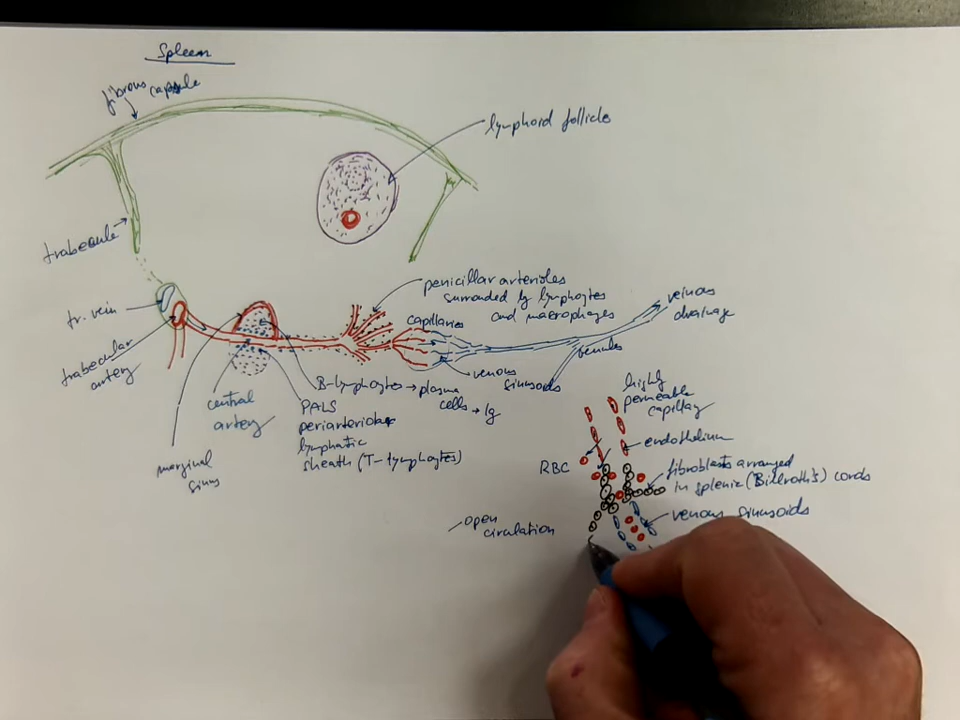 Spleen
fibrous capsule
lymphoid follicle
trabecule
tr. vein
trabecular
artery
penicillar arterioles
surrounded by lymphocytes
and macrophages
capillaries
venous
drainage
venules
venous
sinusoids
B-lymphocytes → plasma
cells → Ig
central
artery
PALS
periarteriolar
lymphatic
sheath (T-lymphocytes)
marginal
sinus
highly
permeable
capillary
endothelium
RBC
fibroblasts arranged
in splenic (Billroth's) cords
venous sinusoids
open
circulation